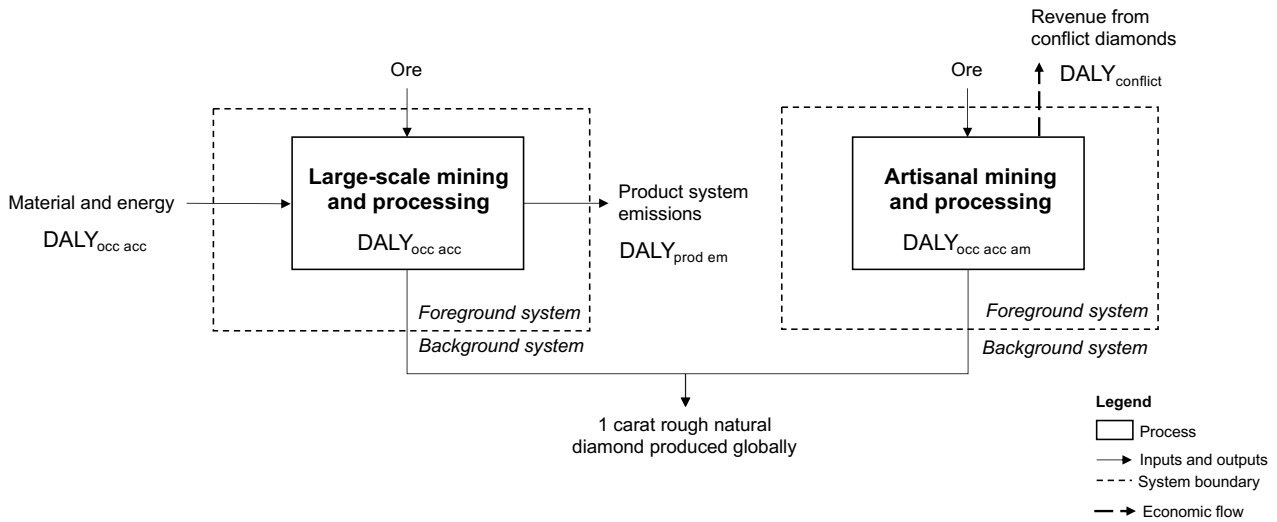 Revenue from
conflict diamonds
DALYconflict
Ore
Ore
Large-scale mining
and processing
DALYocc acc
Material and energy
DALYocc acc
Product system
emissions
DALYprod em
Artisanal mining
and processing
DALYocc acc am
Foreground system
Background system
Foreground system
Background system
1 carat rough natural
diamond produced globally
Legend
Process
Inputs and outputs
System boundary
Economic flow